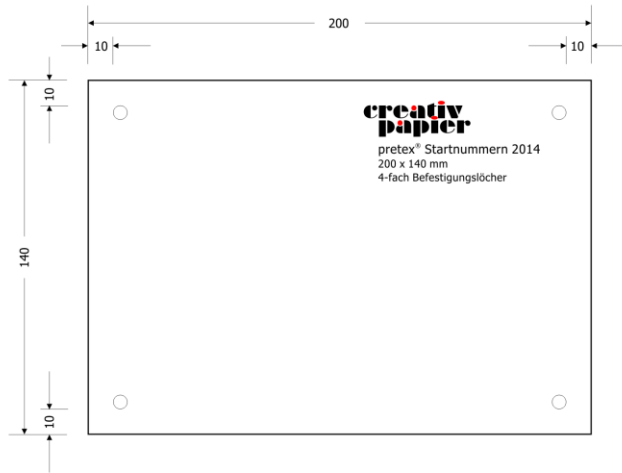 200
10
10
10
creativ
papier
pretex® Startnummern 2014
200 x 140 mm
4-fach Befestigungslöcher
140
10